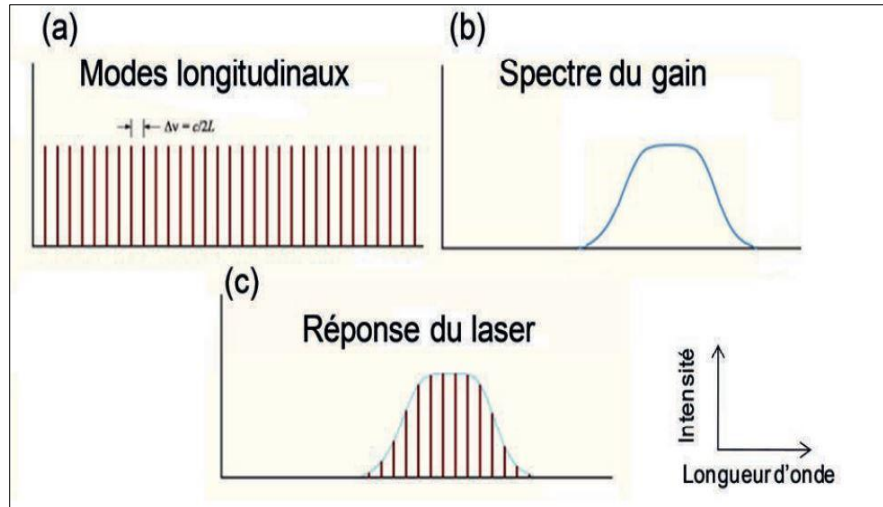 (a)
Modes longitudinaux
Δν = c/2L
(b)
Spectre du gain
(c)
Réponse du laser
Intensité
Longueur d'onde